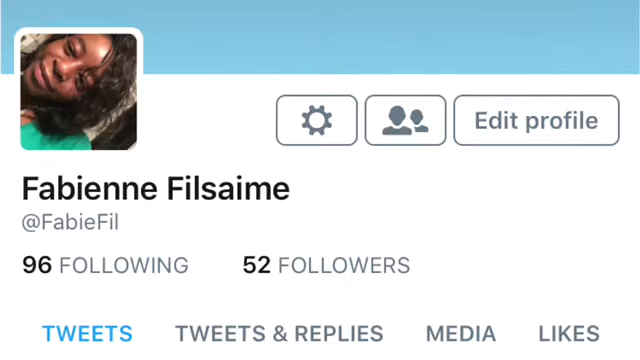 Edit profile
Fabienne Filsaime
@FabieFil
96 FOLLOWING 52 FOLLOWERS
TWEETS TWEETS & REPLIES MEDIA LIKES